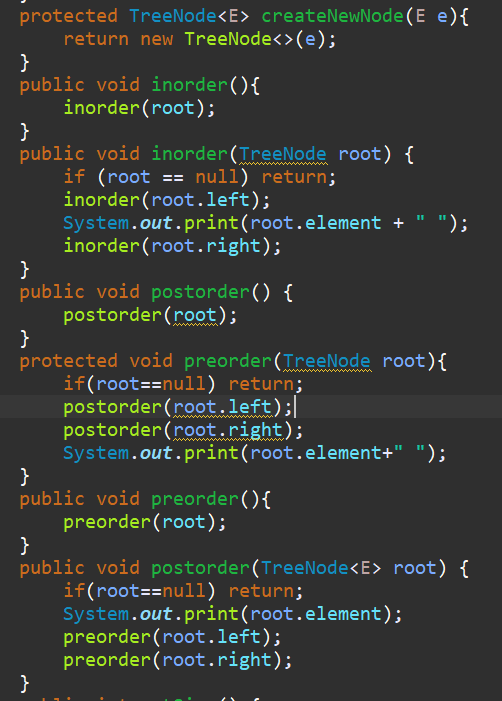 protected TreeNode<E> createNewNode(E e){
return new TreeNode<>(e);
}
public void inorder(){
inorder(root);
}
public void inorder(TreeNode root) {
if (root == null) return;
inorder(root.left);
System.out.print(root.element + " ");
inorder(root.right);
}
public void postorder() {
postorder(root);
}
protected void preorder(TreeNode root){
if(root==null) return;
postorder(root.left);
postorder(root.right);
System.out.print(root.element+" ");
}
public void preorder(){
preorder(root);
}
public void postorder(TreeNode<E> root) {
if(root==null) return;
System.out.print(root.element);
preorder(root.left);
preorder(root.right);
}